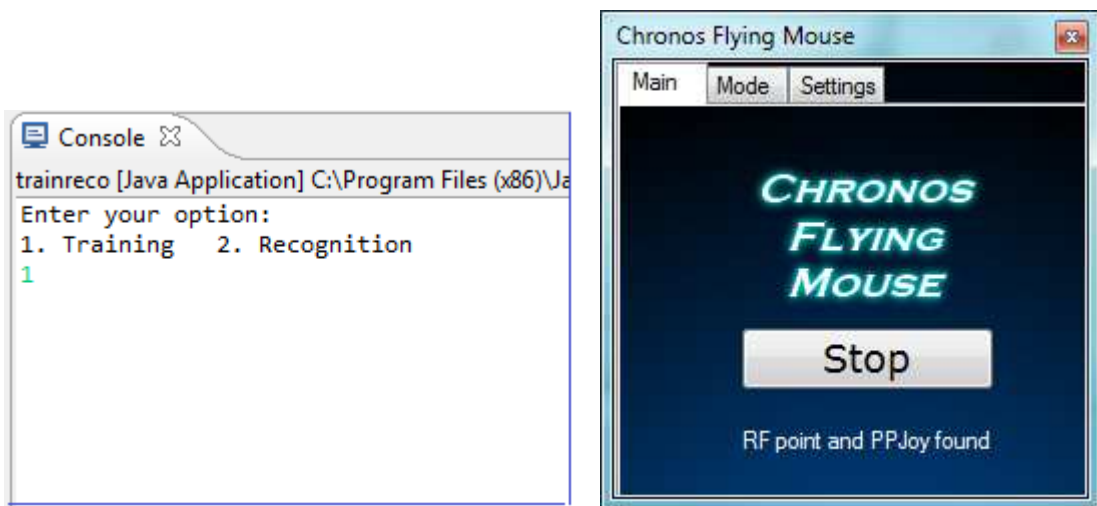 Console
trainreco [Java Application] C:\Program Files (x86)\Ja
Enter your option:
1. Training   2. Recognition
1
Chronos Flying Mouse
Main Mode Settings
CHRONOS
FLYING
MOUSE
Stop
RF point and PPJoy found